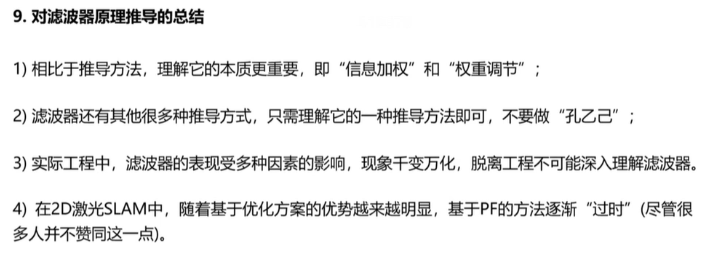 9. 对滤波器原理推导的总结
1) 相比于推导方法，理解它的本质更重要，即“信息加权”和“权重调节”；
2) 滤波器还有其他很多种推导方式，只需理解它的一种推导方法即可，不要做“孔乙己”；
3) 实际工程中，滤波器的表现受多种因素的影响，现象千变万化，脱离工程不可能深入理解滤波器。
4) 在2D激光SLAM中，随着基于优化方案的优势越来越明显，基于PF的方法逐渐“过时”(尽管很
多人并不赞同这一点)。